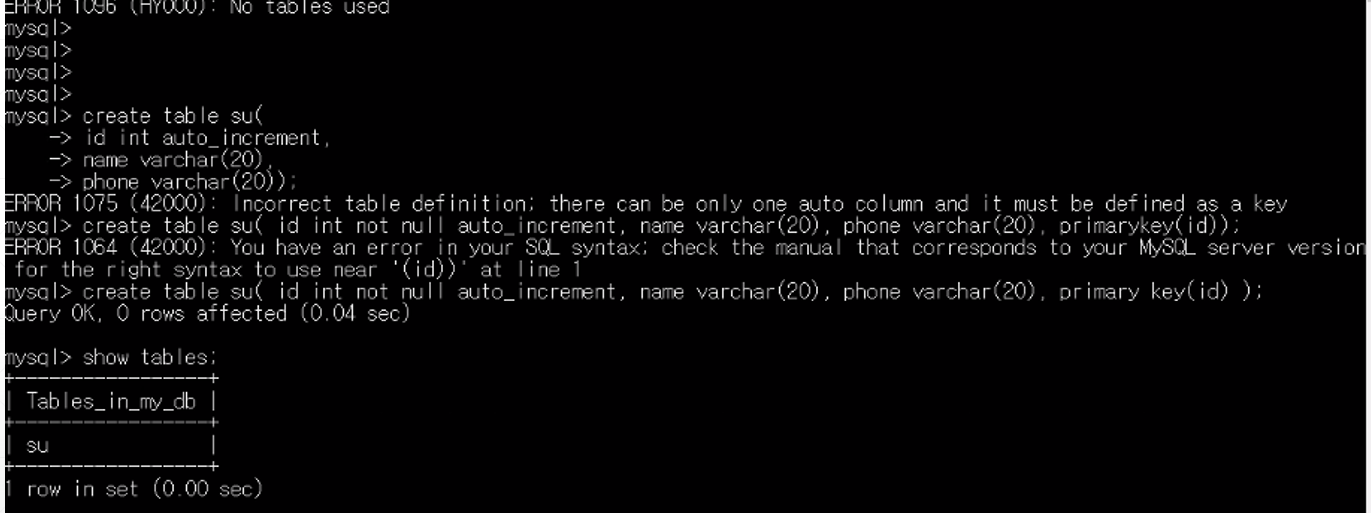 ERROR 1096 (HY000): No tables used
mysql>
mysql>
mysql>
mysql>
mysql> create table su(
    -> id int auto_increment,
    -> name varchar(20),
    -> phone varchar(20));
ERROR 1075 (42000): Incorrect table definition; there can be only one auto column and it must be defined as a key
mysql> create table su( id int not null auto_increment, name varchar(20), phone varchar(20), primarykey(id));
ERROR 1064 (42000): You have an error in your SQL syntax; check the manual that corresponds to your MySQL server version
 for the right syntax to use near '(id))' at line 1
mysql> create table su( id int not null auto_increment, name varchar(20), phone varchar(20), primary key(id) );
Query OK, 0 rows affected (0.04 sec)
mysql> show tables;
+-----------------+
| Tables_in_my_db |
+-----------------+
| su              |
+-----------------+
1 row in set (0.00 sec)